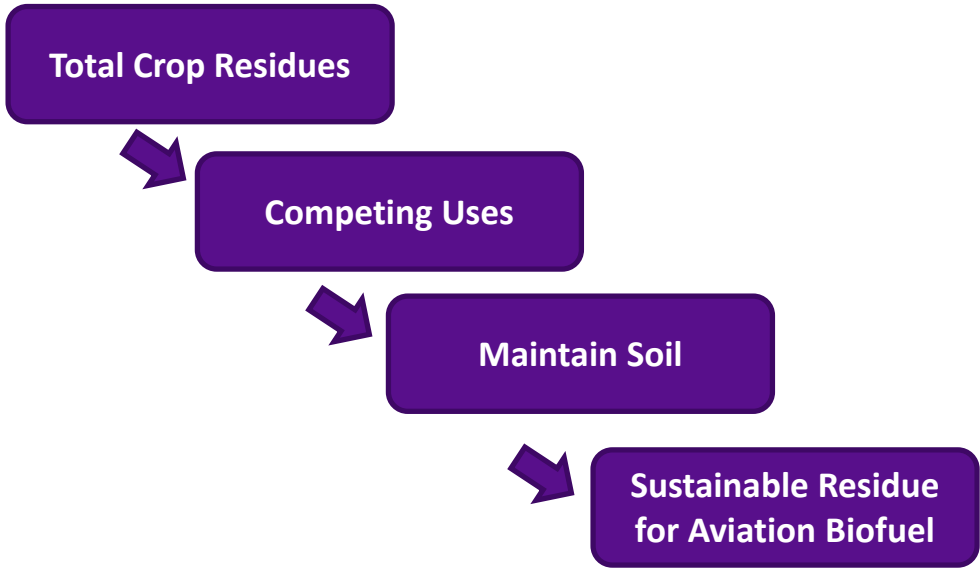 Total Crop Residues
Competing Uses
Maintain Soil
Sustainable Residue
for Aviation Biofuel